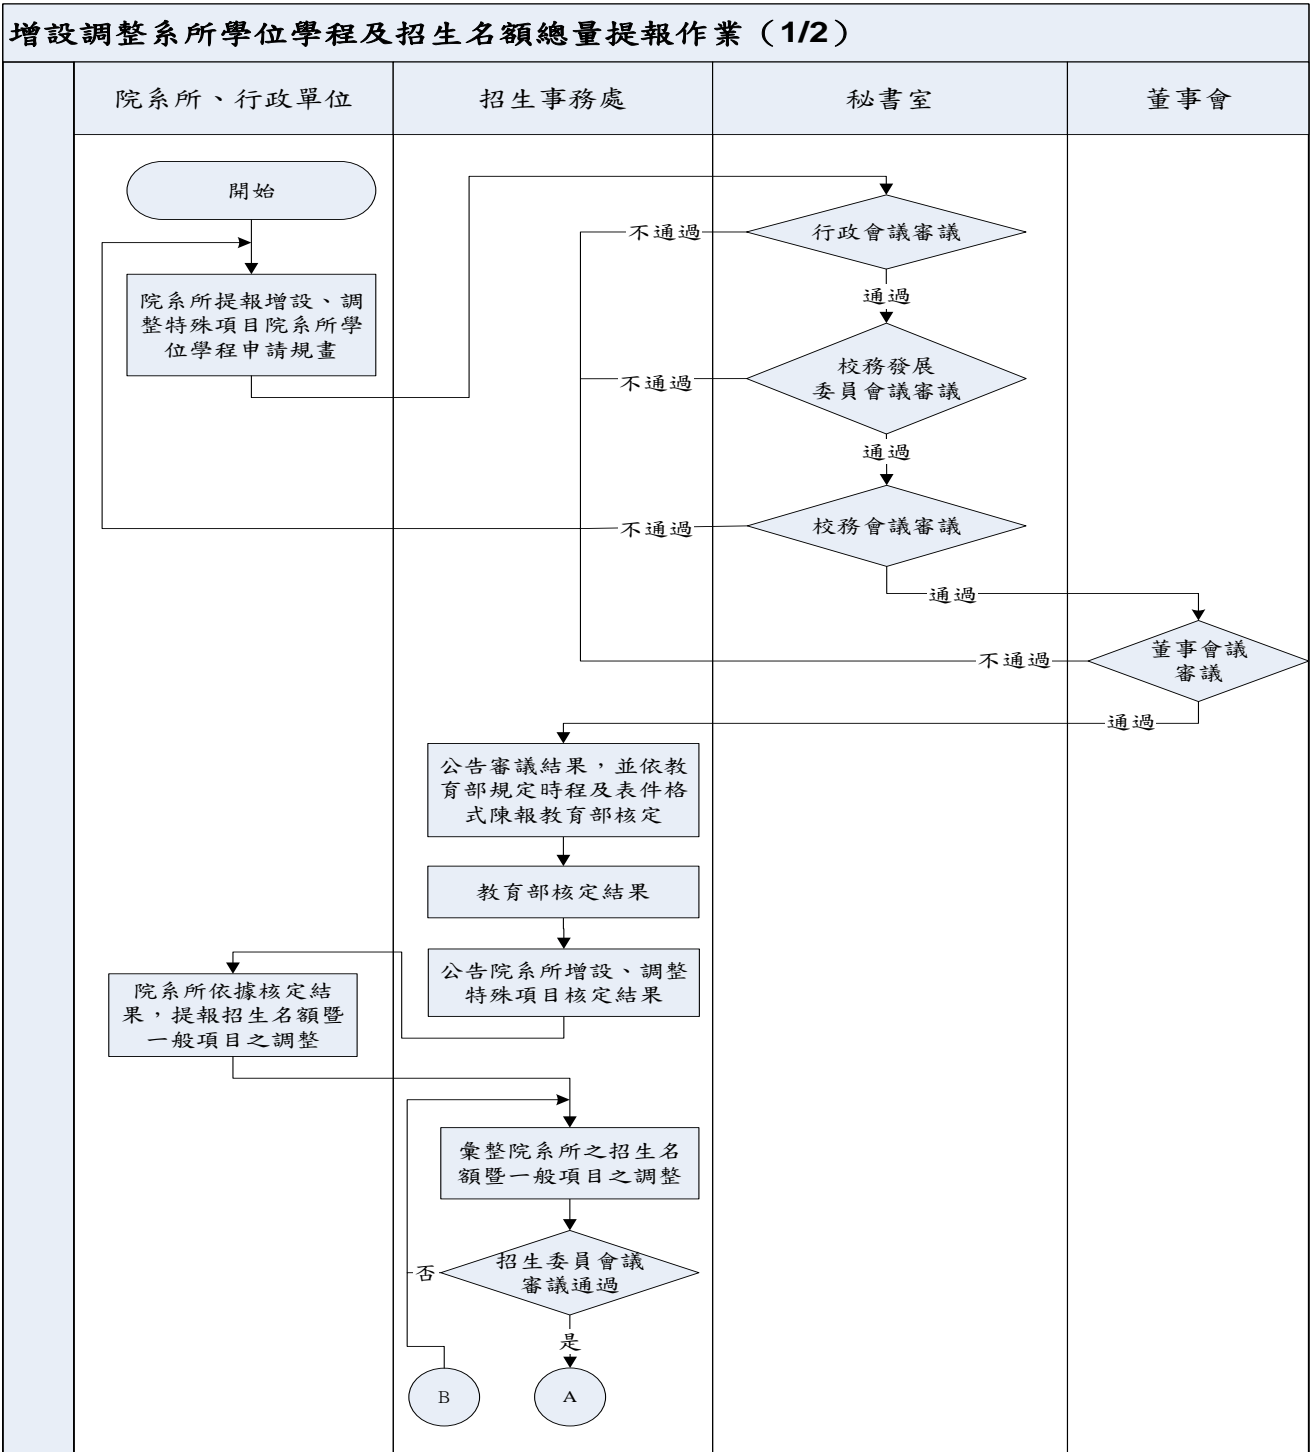 增設調整系所學位學程及招生名額總量提報作業（1/2）
院系所、行政單位
招生事務處
秘書室
董事會
開始
行政會議審議
不通過
通過
院系所提報增設、調
整特殊項目院系所學
位學程申請規畫
校務發展
委員會議審議
不通過
通過
校務會議審議
不通過
通過
董事會議
審議
不通過
通過
公告審議結果，並依教
育部規定時程及表件格
式陳報教育部核定
教育部核定結果
公告院系所增設、調整
特殊項目核定結果
院系所依據核定結
果，提報招生名額暨
一般項目之調整
彙整院系所之招生名
額暨一般項目之調整
招生委員會議
審議通過
否
是
B
A